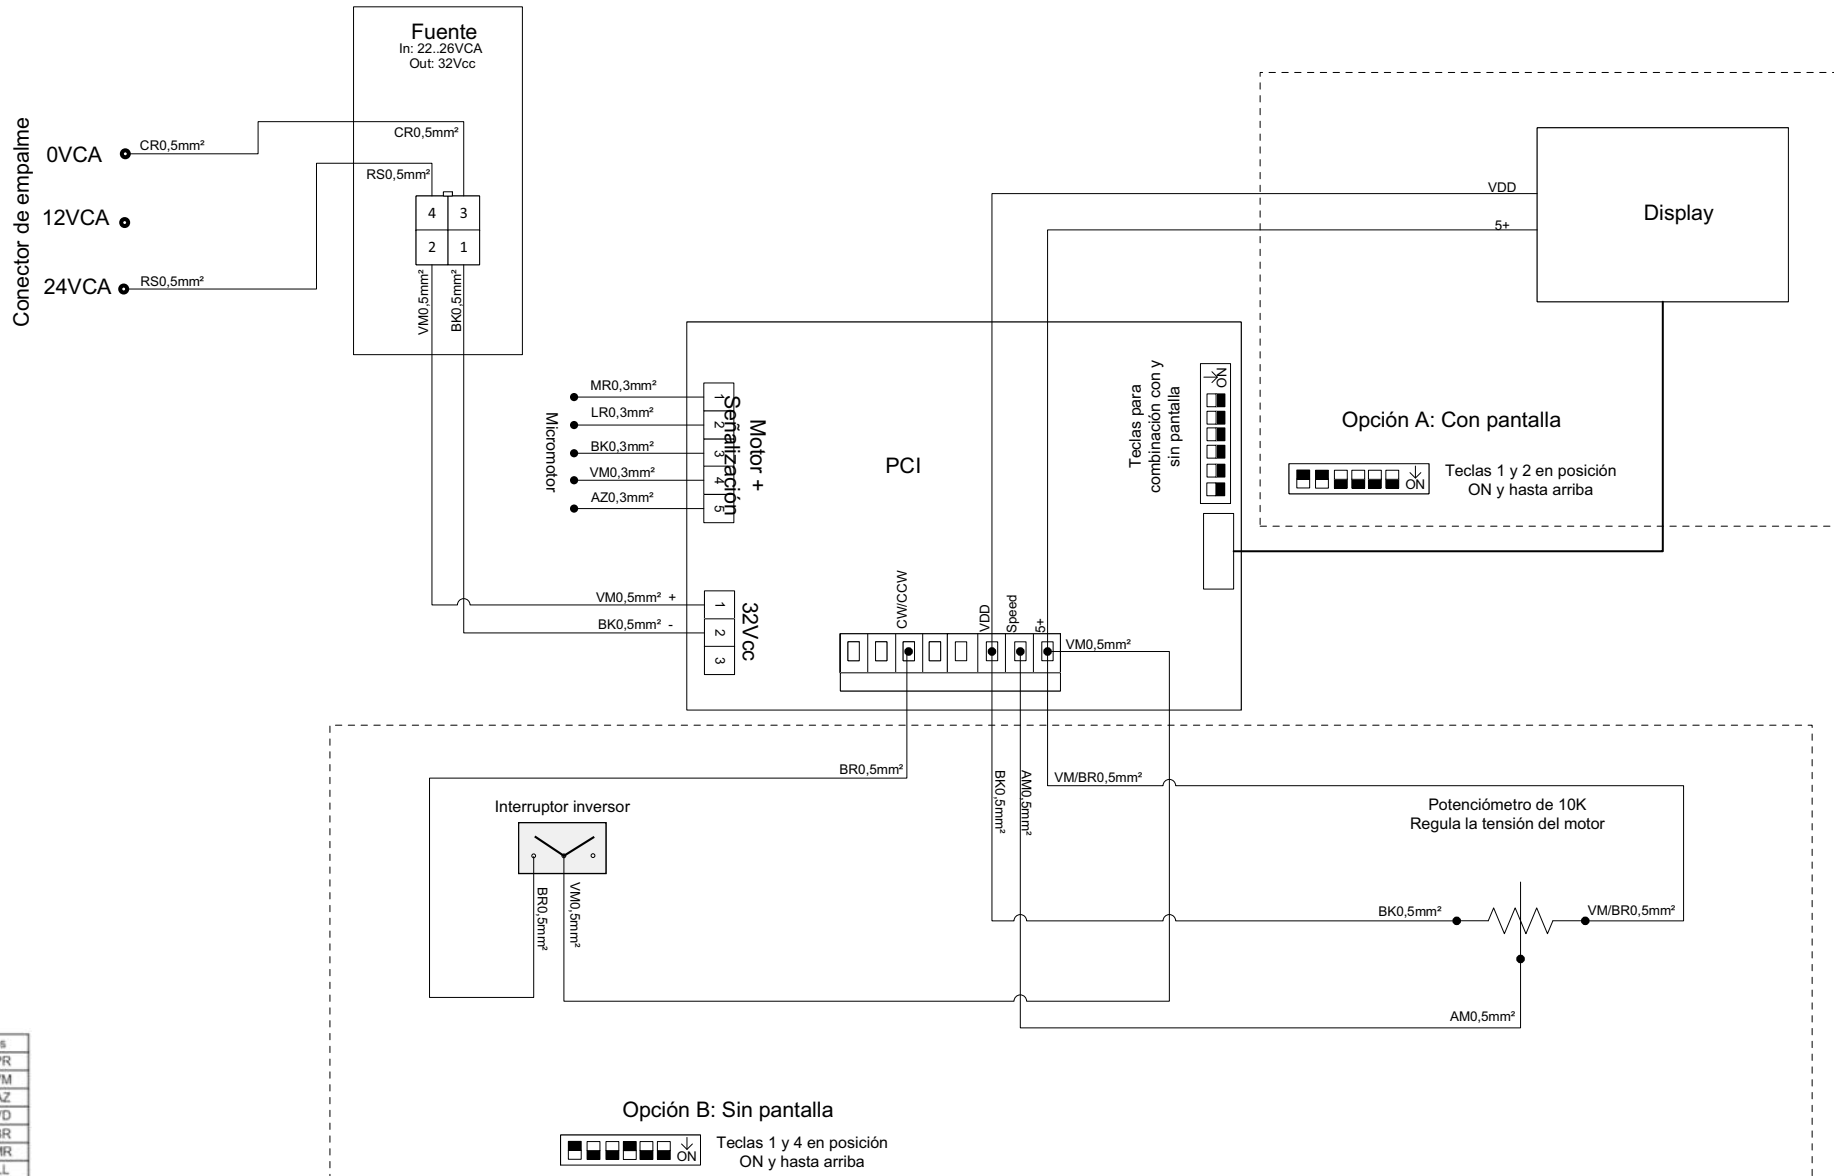 Fuente
In: 22..26VCA
Out: 32Vcc
Conector de empalme
0VCA
CR0,5mm²
CR0,5mm²
RS0,5mm²
12VCA
24VCA
RS0,5mm²
4
3
2
1
VM0,5mm²
BK0,5mm²
VDD
5+
Display
Opción A: Con pantalla
ON
Teclas 1 y 2 en posición
ON y hasta arriba
Micromotor
MR0,3mm²
LR0,3mm²
BK0,3mm²
VM0,3mm²
AZ0,3mm²
1
2
3
4
5
Motor +
Señalización
PCI
Teclas para
combinación con y
sin pantalla
ON
VM0,5mm² +
BK0,5mm² -
1
2
3
32Vcc
CW/CCW
VDD
Speed
5+
VM0,5mm²
BR0,5mm²
BK0,5mm²
AM0,5mm²
VM/BR0,5mm²
Interruptor inversor
BR0,5mm²
VM0,5mm²
Potenciómetro de 10K
Regula la tensión del motor
BK0,5mm²
VM/BR0,5mm²
AM0,5mm²
Opción B: Sin pantalla
ON
Teclas 1 y 4 en posición
ON y hasta arriba